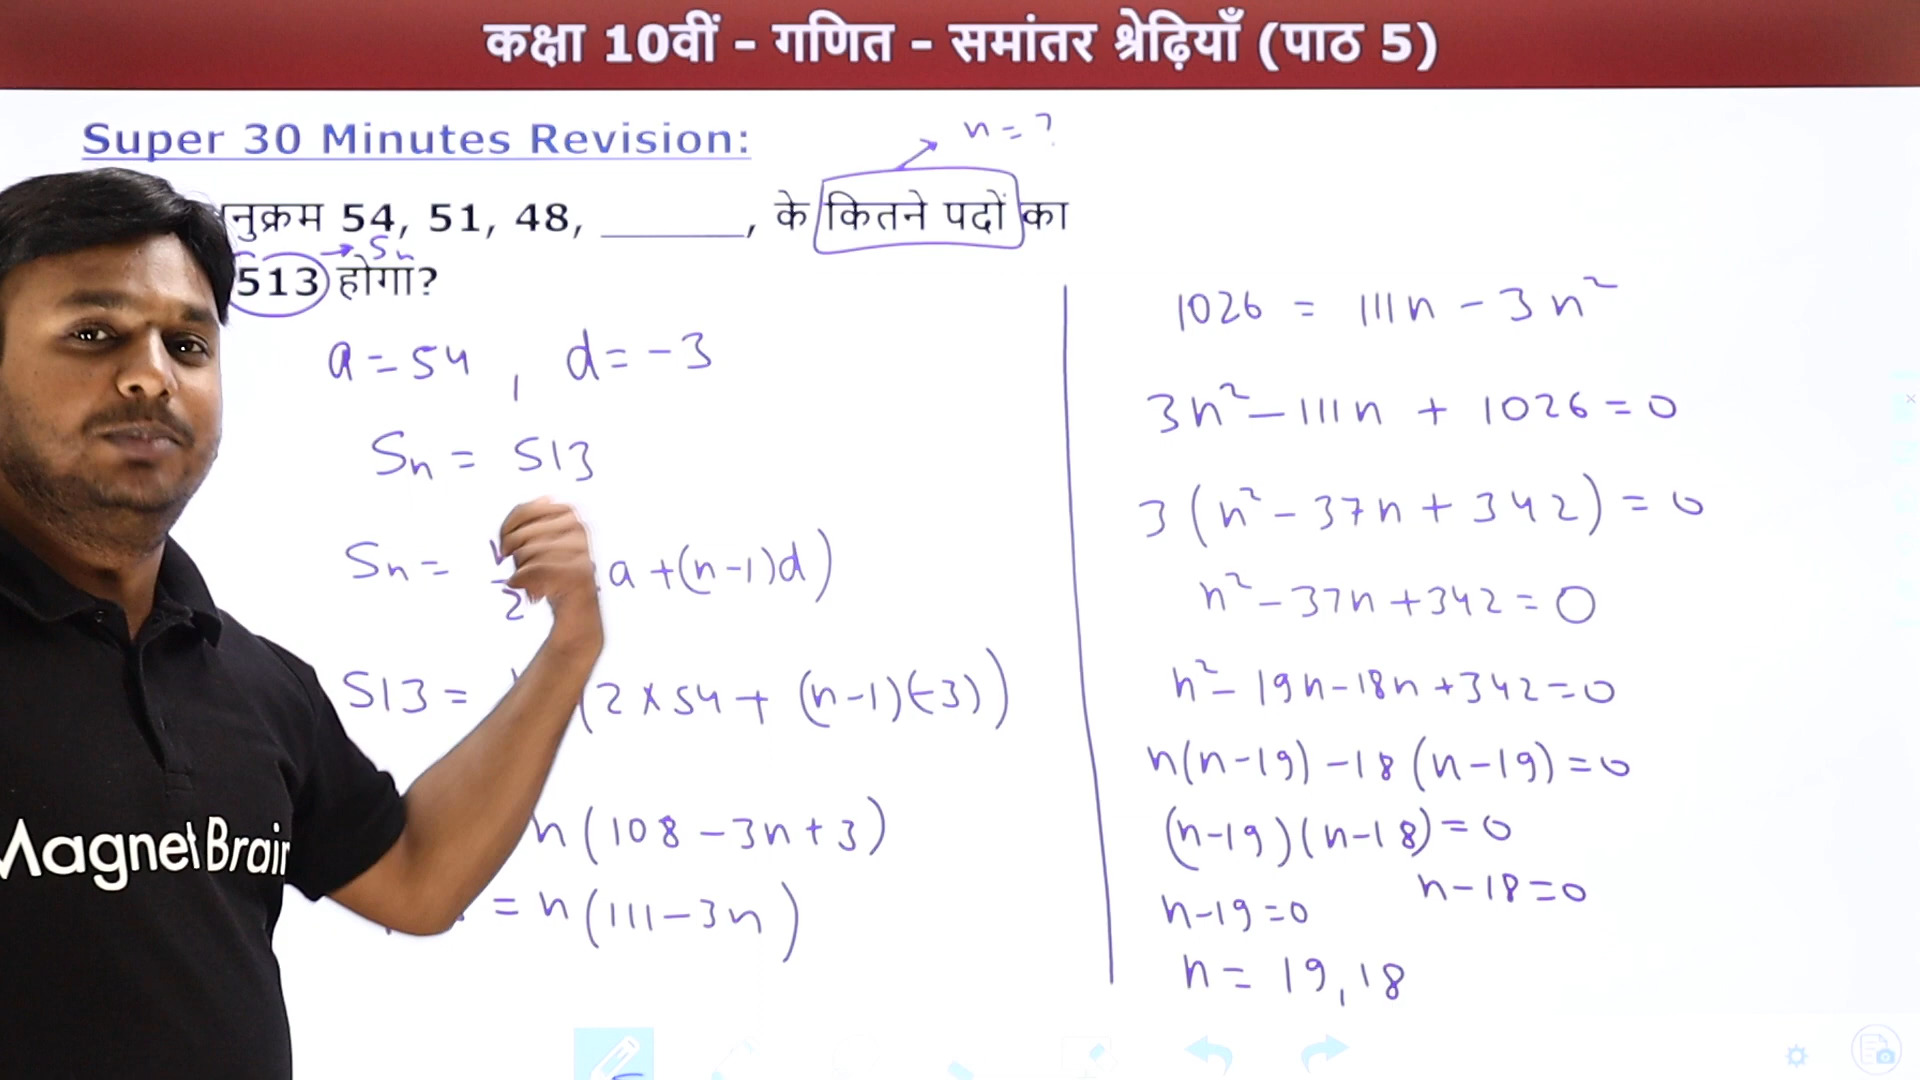 कक्षा 10वीं - गणित - समांतर श्रेढ़ियाँ (पाठ 5)
Super 30 Minutes Revision:
n = ?
नुक्रम 54, 51, 48, ______, के कितने पदों का
→ Sn
513 होगा?
a = 54 , d = -3
Sn = 513
Sn = 2 a + (n-1)d)
513 = (2 × 54 + (n-1)(-3))
n(108 - 3n + 3)
= n(111 - 3n)
1026 = 111n - 3n²
3n² - 111n + 1026 = 0
3(n² - 37n + 342) = 0
n² - 37n + 342 = 0
n² - 19n - 18n + 342 = 0
n(n-19) - 18(n-19) = 0
(n-19)(n-18) = 0
n-19 = 0 n-18 = 0
n = 19, 18
Magnet Brain